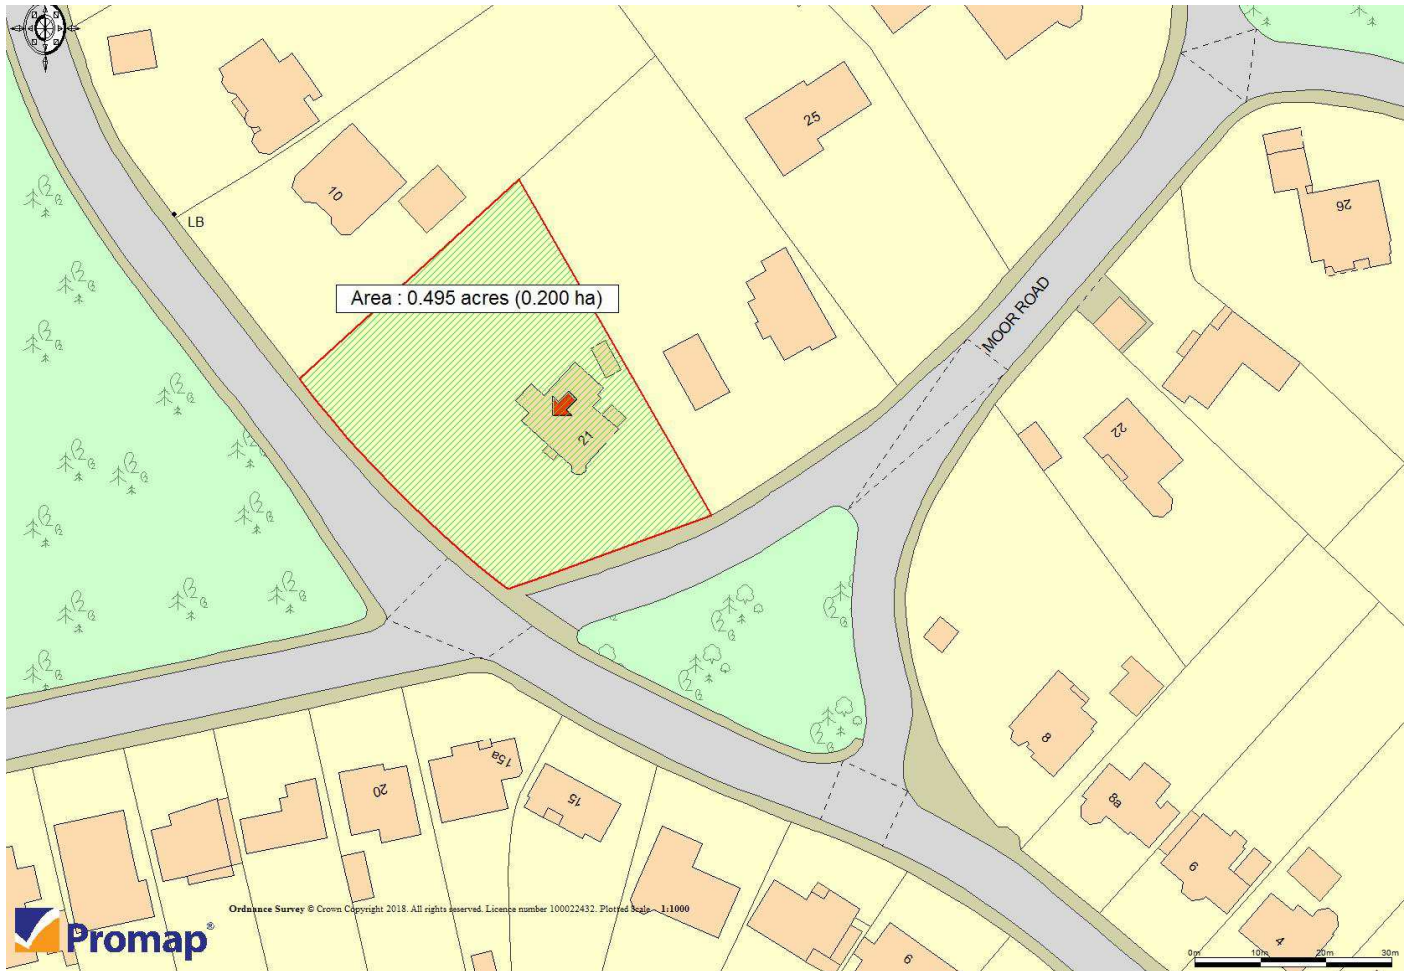 25
10
26
LB
MOOR ROAD
Area : 0.495 acres (0.200 ha)
22
21
8
15a
20
15
8a
6
4
6
Ordnance Survey © Crown Copyright 2018. All rights reserved. Licence number 100022432. Plotted Scale - 1:1000
Promap®
0m 10m 20m 30m